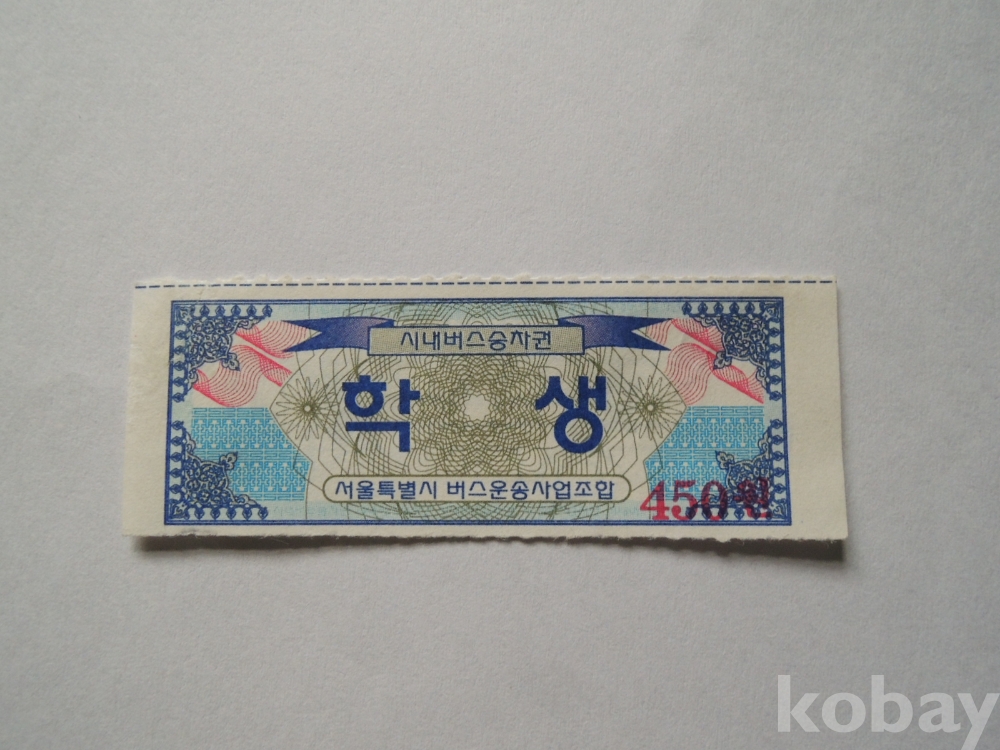 시내버스승차권
학 생
서울특별시 버스운송사업조합
450원
kobay